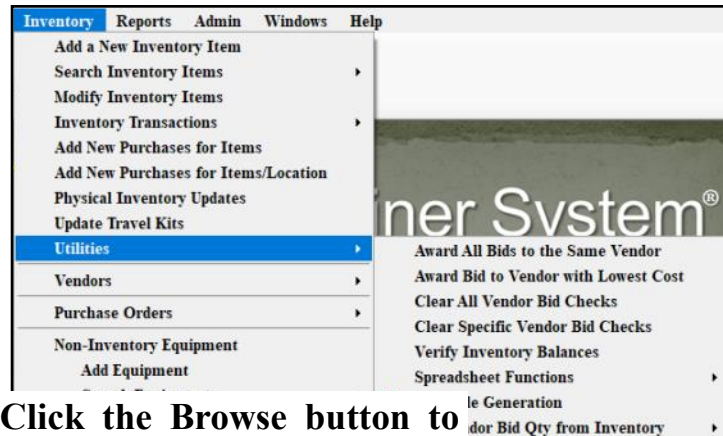 Inventory Reports Admin Windows Help
Add a New Inventory Item
Search Inventory Items
Modify Inventory Items
Inventory Transactions
Add New Purchases for Items
Add New Purchases for Items/Location
Physical Inventory Updates
Update Travel Kits
Utilities
Vendors
Purchase Orders
Non-Inventory Equipment
Add Equipment
ner System®
Award All Bids to the Same Vendor
Award Bid to Vendor with Lowest Cost
Clear All Vendor Bid Checks
Clear Specific Vendor Bid Checks
Verify Inventory Balances
Spreadsheet Functions
le Generation
dor Bid Qty from Inventory
Click the Browse button to